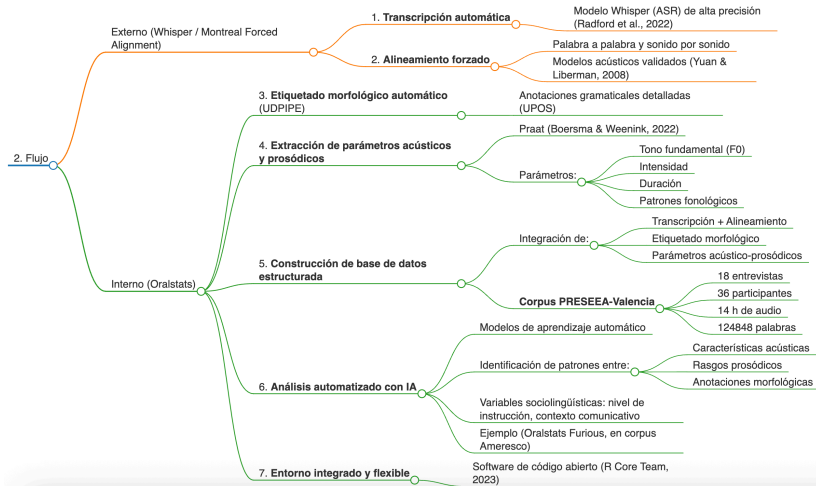 2. Flujo
Externo (Whisper / Montreal Forced
Alignment)
1. Transcripción automática
Modelo Whisper (ASR) de alta precisión
(Radford et al., 2022)
2. Alineamiento forzado
Palabra a palabra y sonido por sonido
Modelos acústicos validados (Yuan &
Liberman, 2008)
Interno (Oralstats)
3. Etiquetado morfológico automático
(UDPIPE)
Anotaciones gramaticales detalladas
(UPOS)
4. Extracción de parámetros acústicos
y prosódicos
Praat (Boersma & Weenink, 2022)
Parámetros:
Tono fundamental (F0)
Intensidad
Duración
Patrones fonológicos
5. Construcción de base de datos
estructurada
Integración de:
Transcripción + Alineamiento
Etiquetado morfológico
Parámetros acústico-prosódicos
Corpus PRESEEA-Valencia
18 entrevistas
36 participantes
14 h de audio
124848 palabras
6. Análisis automatizado con IA
Modelos de aprendizaje automático
Identificación de patrones entre:
Características acústicas
Rasgos prosódicos
Anotaciones morfológicas
Variables sociolingüísticas: nivel de
instrucción, contexto comunicativo
Ejemplo (Oralstats Furious, en corpus
Ameresco)
7. Entorno integrado y flexible
Software de código abierto (R Core Team,
2023)